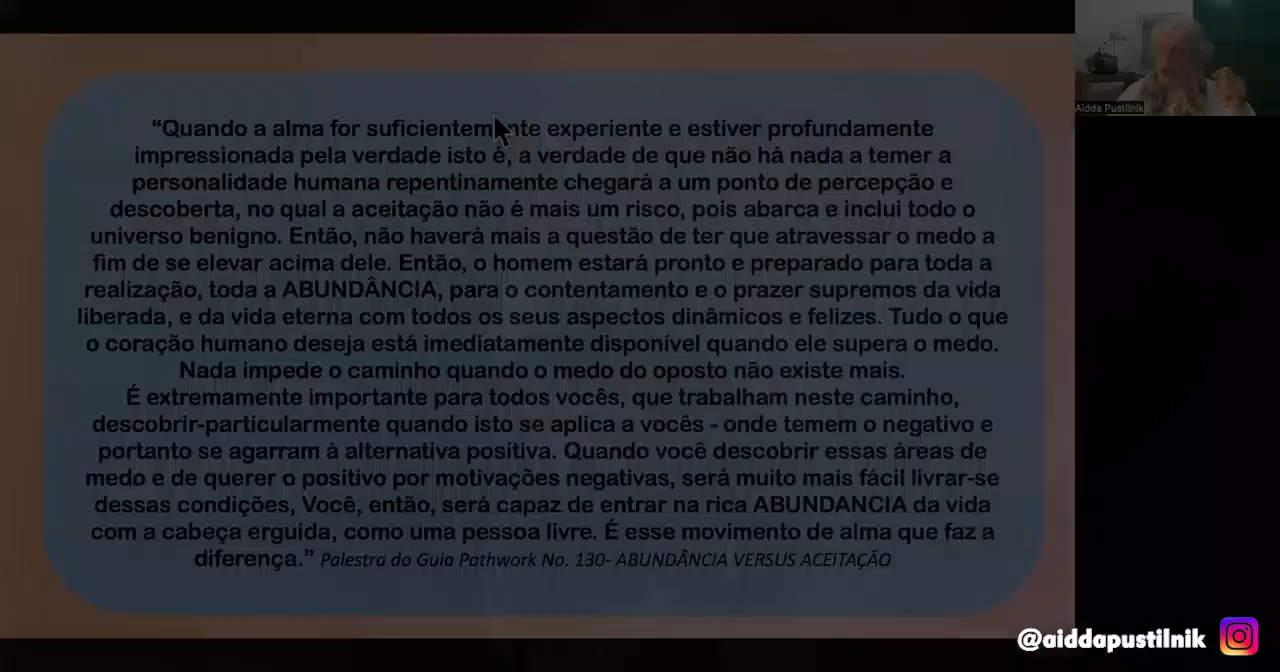 “Quando a alma for suficientemente experiente e estiver profundamente
impressionada pela verdade isto é, a verdade de que não há nada a temer a
personalidade humana repentinamente chegará a um ponto de percepção e
descoberta, no qual a aceitação não é mais um risco, pois abarca e inclui todo o
universo benigno. Então, não haverá mais a questão de ter que atravessar o medo a
fim de se elevar acima dele. Então, o homem estará pronto e preparado para toda a
realização, toda a ABUNDÂNCIA, para o contentamento e o prazer supremos da vida
liberada, e da vida eterna com todos os seus aspectos dinâmicos e felizes. Tudo o que
o coração humano deseja está imediatamente disponível quando ele supera o medo.
Nada impede o caminho quando o medo do oposto não existe mais.
É extremamente importante para todos vocês, que trabalham neste caminho,
descobrir-particularmente quando isto se aplica a vocês - onde temem o negativo e
portanto se agarram à alternativa positiva. Quando você descobrir essas áreas de
medo e de querer o positivo por motivações negativas, será muito mais fácil livrar-se
dessas condições, Você, então, será capaz de entrar na rica ABUNDANCIA da vida
com a cabeça erguida, como uma pessoa livre. É esse movimento de alma que faz a
diferença.” Palestra do Guia Pathwork No. 130- ABUNDÂNCIA VERSUS ACEITAÇÃO
Aidda Pustilnik
@aiddapustilnik